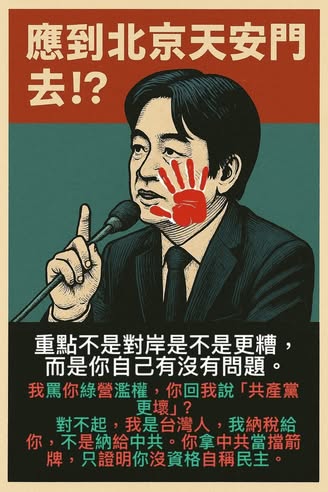 應到北京天安門
去!?
重點不是對岸是不是更糟，
而是你自己有沒有問題。
我罵你綠營濫權，你回我說「共產黨
更壞」？
對不起，我是台灣人，我納稅給
你，不是納給中共。你拿中共當擋箭
牌，只證明你沒資格自稱民主。